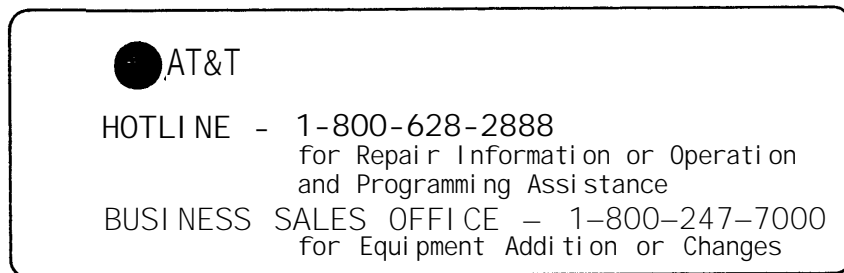 AT&T
HOTLINE - 1-800-628-2888
for Repair Information or Operation
and Programming Assistance
BUSINESS SALES OFFICE – 1–800–247–7000
for Equipment Addition or Changes